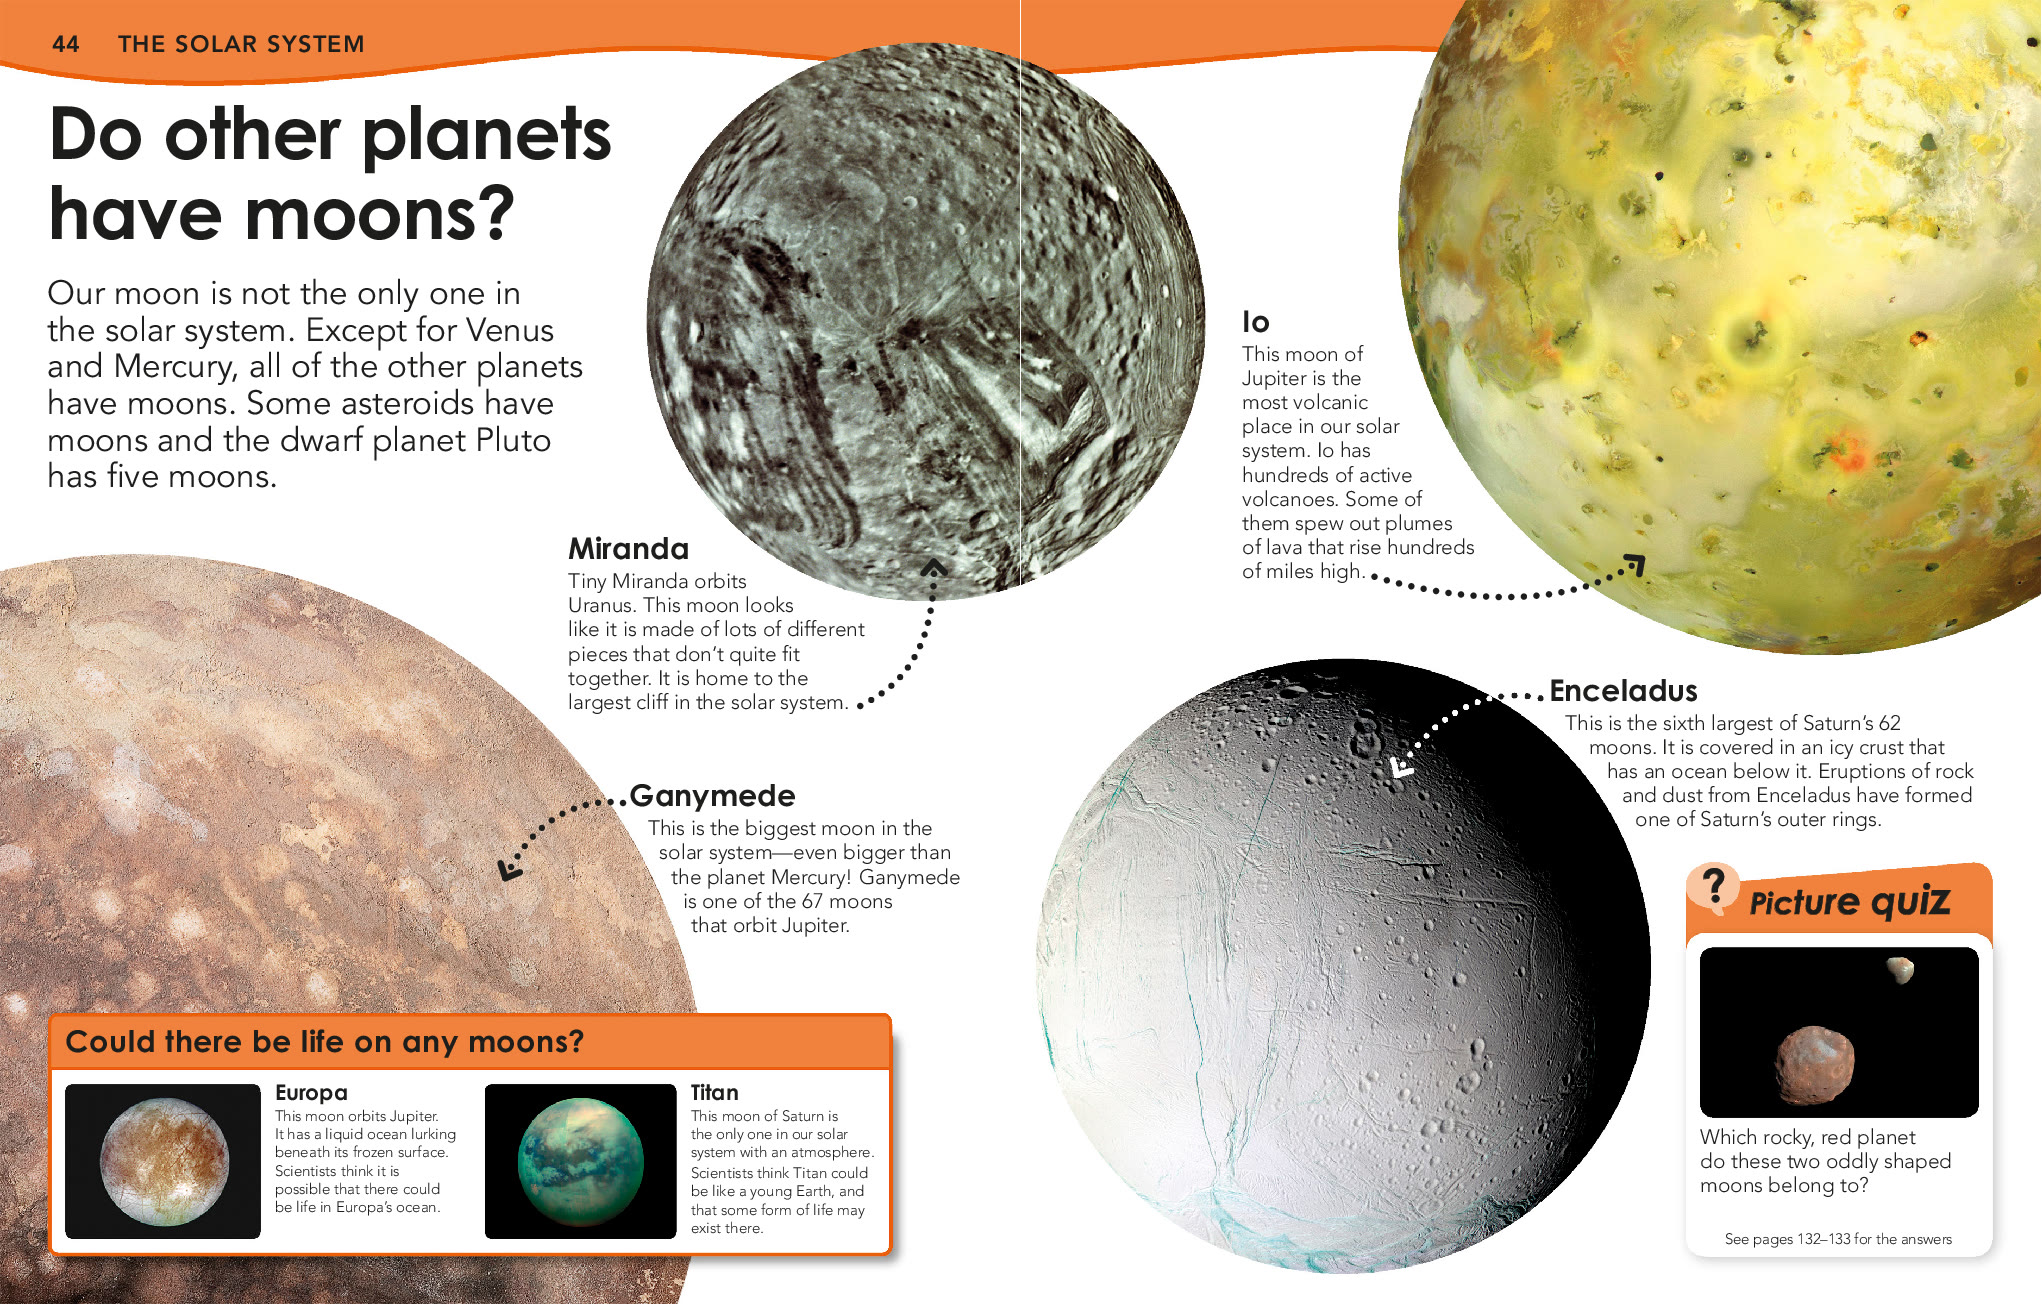 44 THE SOLAR SYSTEM
Do other planets
have moons?
Our moon is not the only one in
the solar system. Except for Venus
and Mercury, all of the other planets
have moons. Some asteroids have
moons and the dwarf planet Pluto
has five moons.
Miranda
Tiny Miranda orbits
Uranus. This moon looks
like it is made of lots of different
pieces that don’t quite fit
together. It is home to the
largest cliff in the solar system.
Io
This moon of
Jupiter is the
most volcanic
place in our solar
system. Io has
hundreds of active
volcanoes. Some of
them spew out plumes
of lava that rise hundreds
of miles high.
Ganymede
This is the biggest moon in the
solar system—even bigger than
the planet Mercury! Ganymede
is one of the 67 moons
that orbit Jupiter.
Enceladus
This is the sixth largest of Saturn’s 62
moons. It is covered in an icy crust that
has an ocean below it. Eruptions of rock
and dust from Enceladus have formed
one of Saturn’s outer rings.
Could there be life on any moons?
Europa
This moon orbits Jupiter.
It has a liquid ocean lurking
beneath its frozen surface.
Scientists think it is
possible that there could
be life in Europa’s ocean.
Titan
This moon of Saturn is
the only one in our solar
system with an atmosphere.
Scientists think Titan could
be like a young Earth, and
that some form of life may
exist there.
?
Picture quiz
Which rocky, red planet
do these two oddly shaped
moons belong to?
See pages 132–133 for the answers